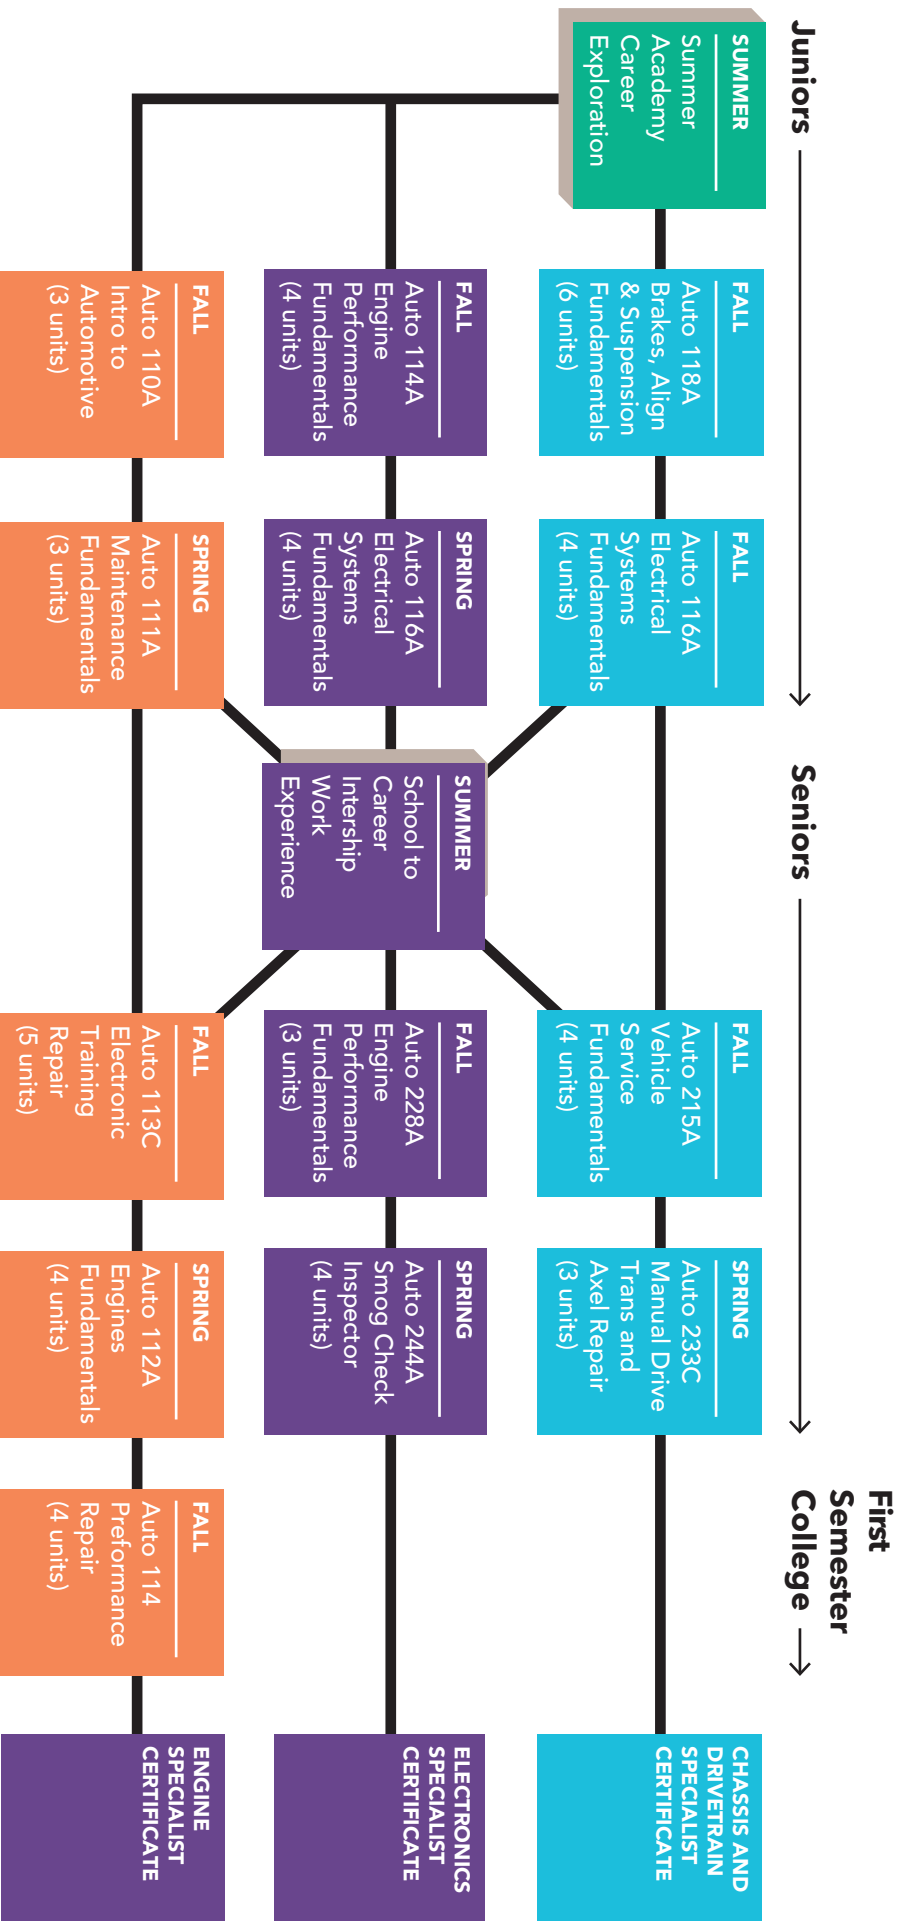 Juniors
Seniors
First
Semester
College
SUMMER
Summer
Academy
Career
Exploration
FALL
Auto 118A
Brakes, Align
& Suspension
Fundamentals
(6 units)
FALL
Auto 116A
Electrical
Systems
Fundamentals
(4 units)
FALL
Auto 215A
Vehicle
Service
Fundamentals
(4 units)
SPRING
Auto 233C
Manual Drive
Trans and
Axel Repair
(3 units)
CHASSIS AND
DRIVETRAIN
SPECIALIST
CERTIFICATE
FALL
Auto 114A
Engine
Performance
Fundamentals
(4 units)
SPRING
Auto 116A
Electrical
Systems
Fundamentals
(4 units)
SUMMER
School to
Career
Intership
Work
Experience
FALL
Auto 228A
Engine
Performance
Fundamentals
(3 units)
SPRING
Auto 244A
Smog Check
Inspector
(4 units)
ELECTRONICS
SPECIALIST
CERTIFICATE
FALL
Auto 110A
Intro to
Automotive
(3 units)
SPRING
Auto 111A
Maintenance
Fundamentals
(3 units)
FALL
Auto 113C
Electronic
Training
Repair
(5 units)
SPRING
Auto 112A
Engines
Fundamentals
(4 units)
FALL
Auto 114
Preformance
Repair
(4 units)
ENGINE
SPECIALIST
CERTIFICATE